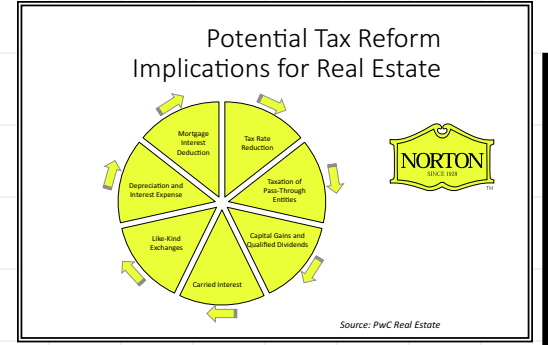 Potential Tax Reform
Implications for Real Estate
Mortgage
Interest
Deduction
Tax Rate
Reduction
Taxation of
Pass-Through
Entities
Capital Gains and
Qualified Dividends
Carried Interest
Like-Kind
Exchanges
Depreciation and
Interest Expense
NORTON
SINCE 1928
TM
Source: PwC Real Estate